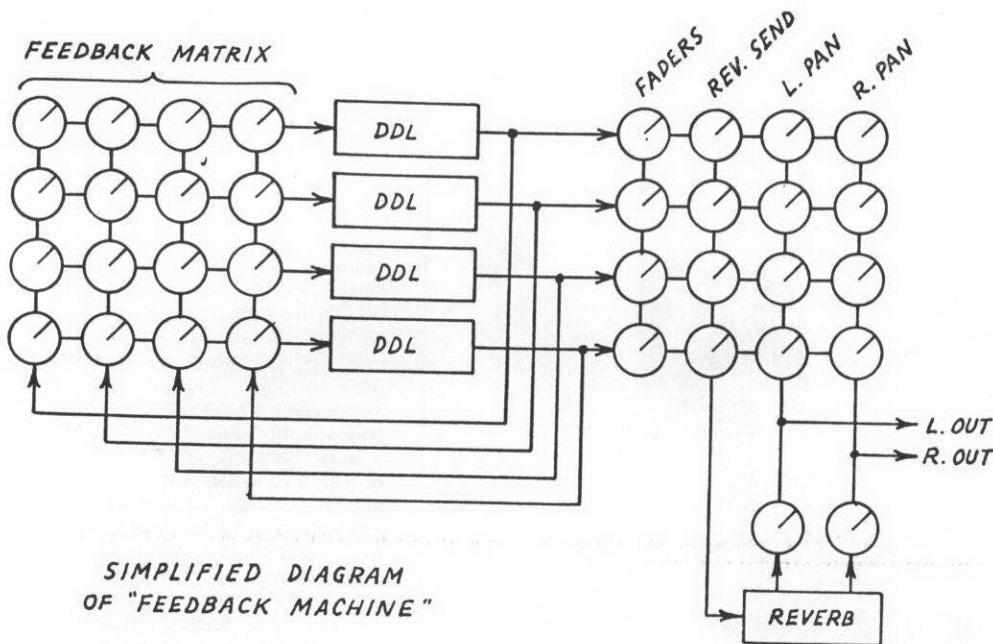 FEEDBACK MATRIX
FADERS
REV. SEND
L. PAN
R. PAN
DDL
DDL
DDL
DDL
L. OUT
R. OUT
REVERB
SIMPLIFIED DIAGRAM
OF "FEEDBACK MACHINE"